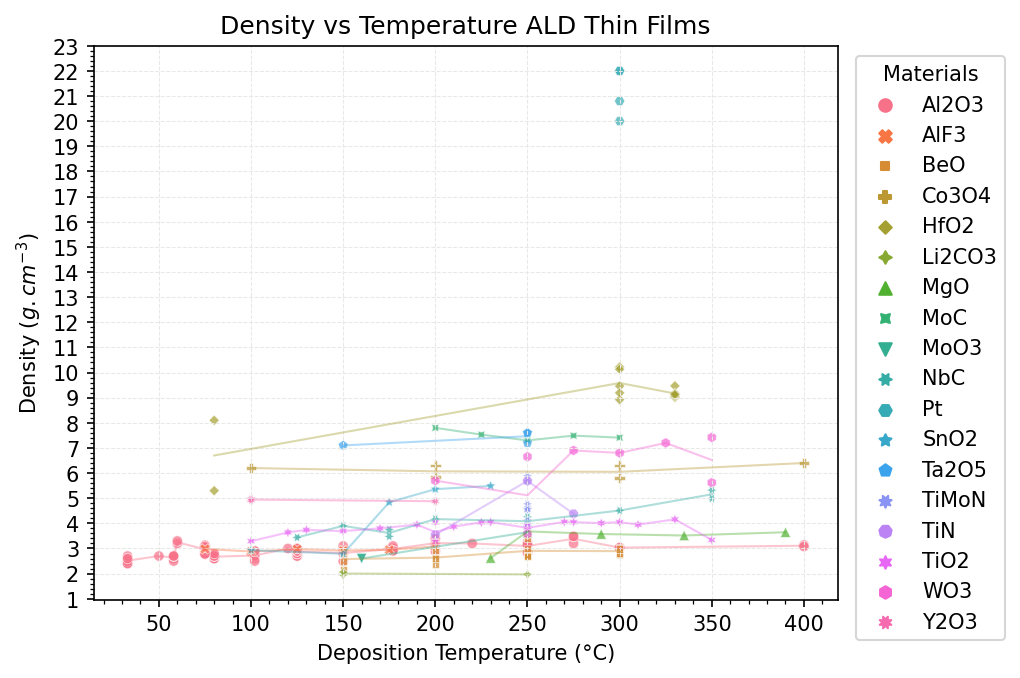 Density vs Temperature ALD Thin Films
23
22
21
20
19
18
17
16
15
14
13
12
11
10
9
8
7
6
5
4
3
2
1
Density (g.cm⁻³)
50 100 150 200 250 300 350 400
Deposition Temperature (°C)
Materials
Al2O3
AlF3
BeO
Co3O4
HfO2
Li2CO3
MgO
MoC
MoO3
NbC
Pt
SnO2
Ta2O5
TiMoN
TiN
TiO2
WO3
Y2O3